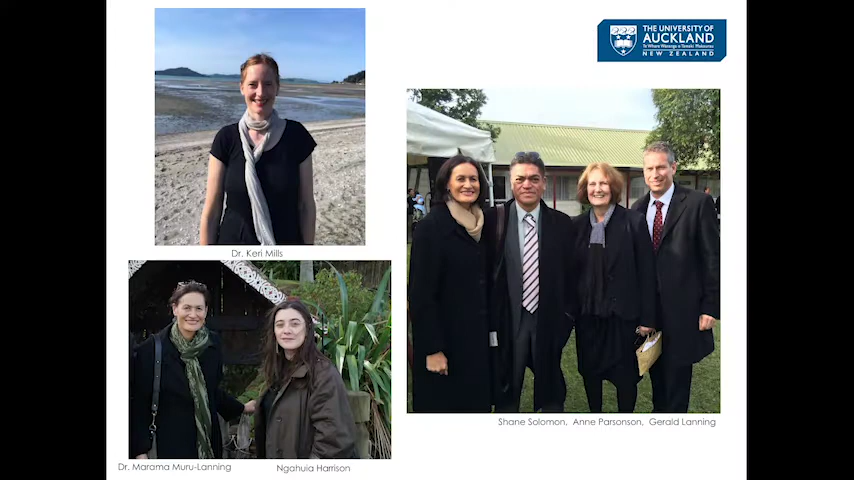 THE UNIVERSITY OF
AUCKLAND
Te Whare Wānanga o Tāmaki Makaurau
NEW ZEALAND
Dr. Keri Mills
Shane Solomon, Anne Parsonson, Gerald Lanning
Dr. Marama Muru-Lanning
Ngahuia Harrison